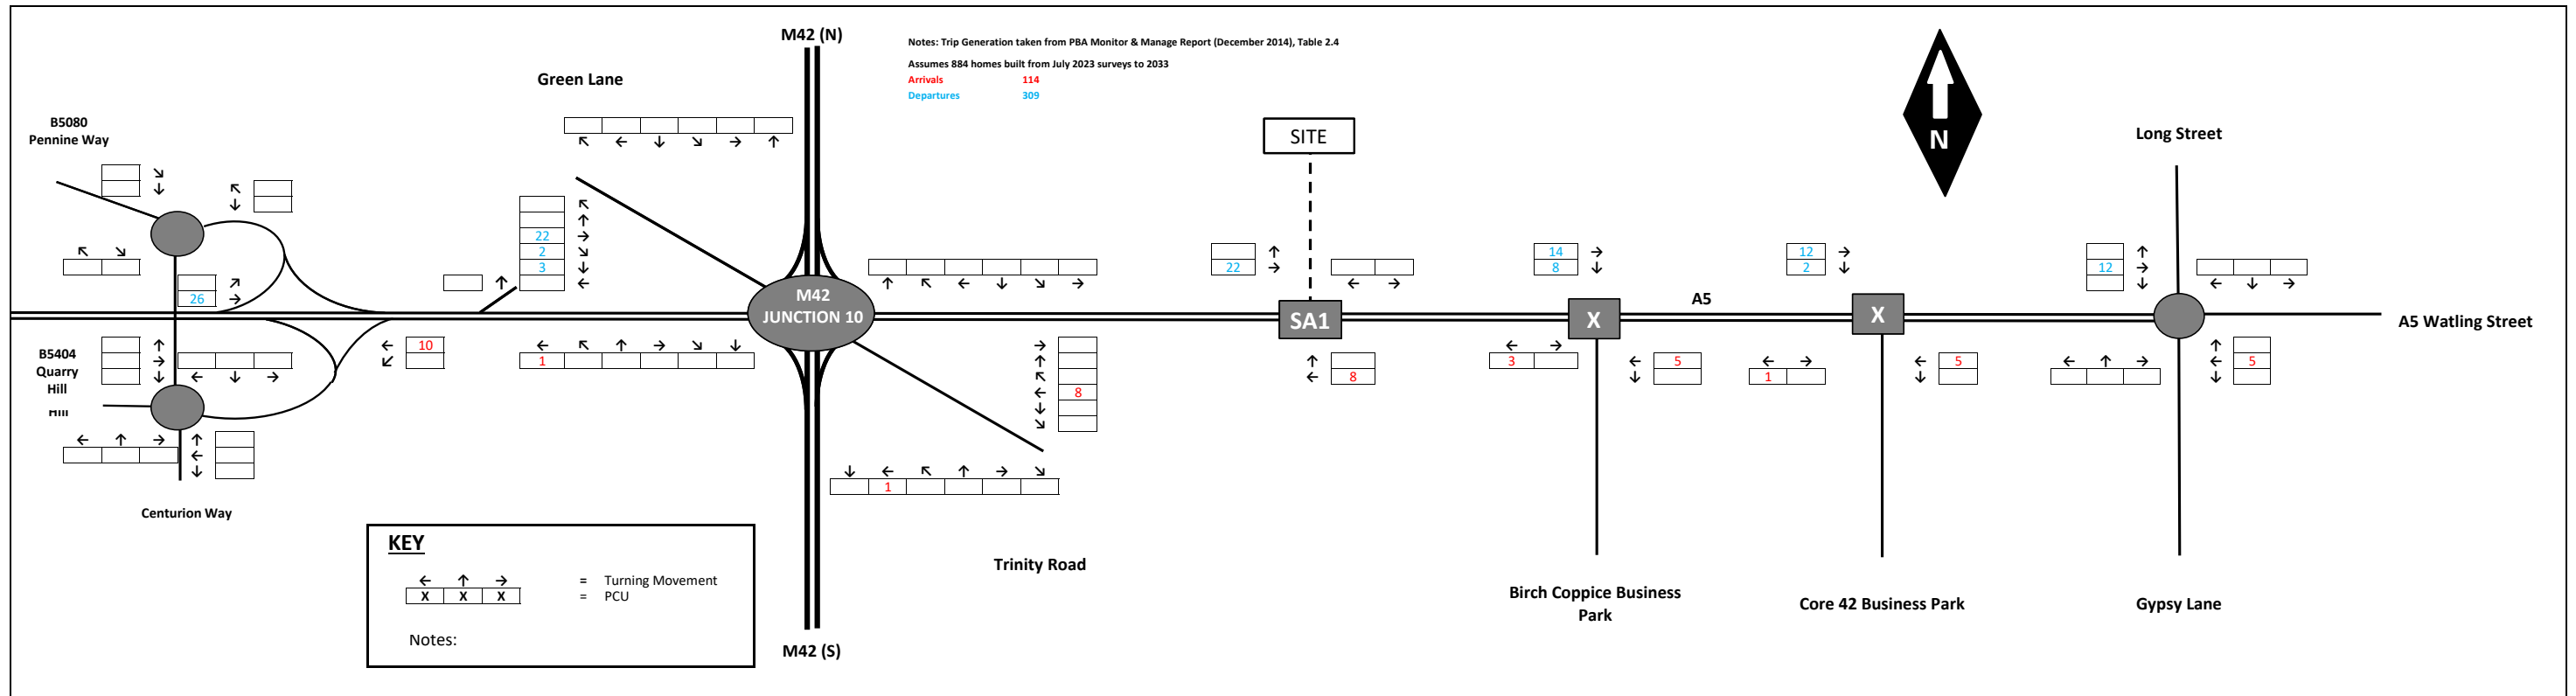 M42 (N)
Notes: Trip Generation taken from PBA Monitor & Manage Report (December 2014), Table 2.4
Assumes 884 homes built from July 2023 surveys to 2033
Arrivals 114
Departures 309
Green Lane
B5080
Pennine Way
SITE
N
Long Street
22
2
3
26
22
14
8
12
2
12
M42
JUNCTION 10
SA1
X
A5
X
A5 Watling Street
B5404
Quarry
Hill
Hill
10
1
8
8
3
5
1
5
5
1
Centurion Way
KEY
← ↑ → = Turning Movement
X X X = PCU
Notes:
Trinity Road
Birch Coppice Business
Park
Core 42 Business Park
Gypsy Lane
M42 (S)